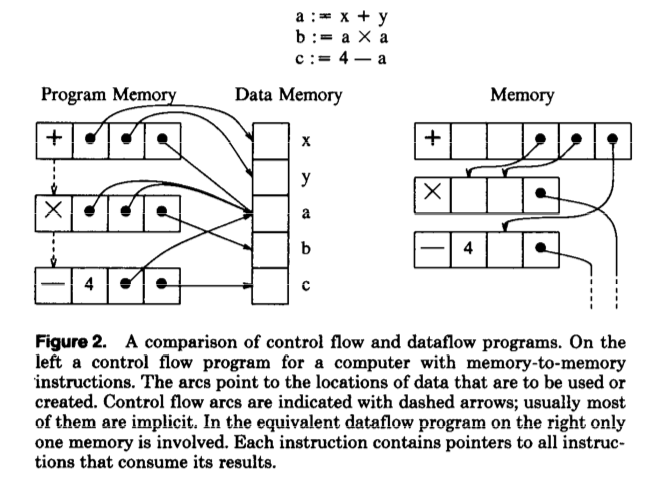 a := x + y
b := a × a
c := 4 — a
Program Memory Data Memory Memory
+ x +
y
× a ×
b
— 4 c — 4
Figure 2. A comparison of control flow and dataflow programs. On the
left a control flow program for a computer with memory-to-memory
instructions. The arcs point to the locations of data that are to be used or
created. Control flow arcs are indicated with dashed arrows; usually most
of them are implicit. In the equivalent dataflow program on the right only
one memory is involved. Each instruction contains pointers to all instruc-
tions that consume its results.